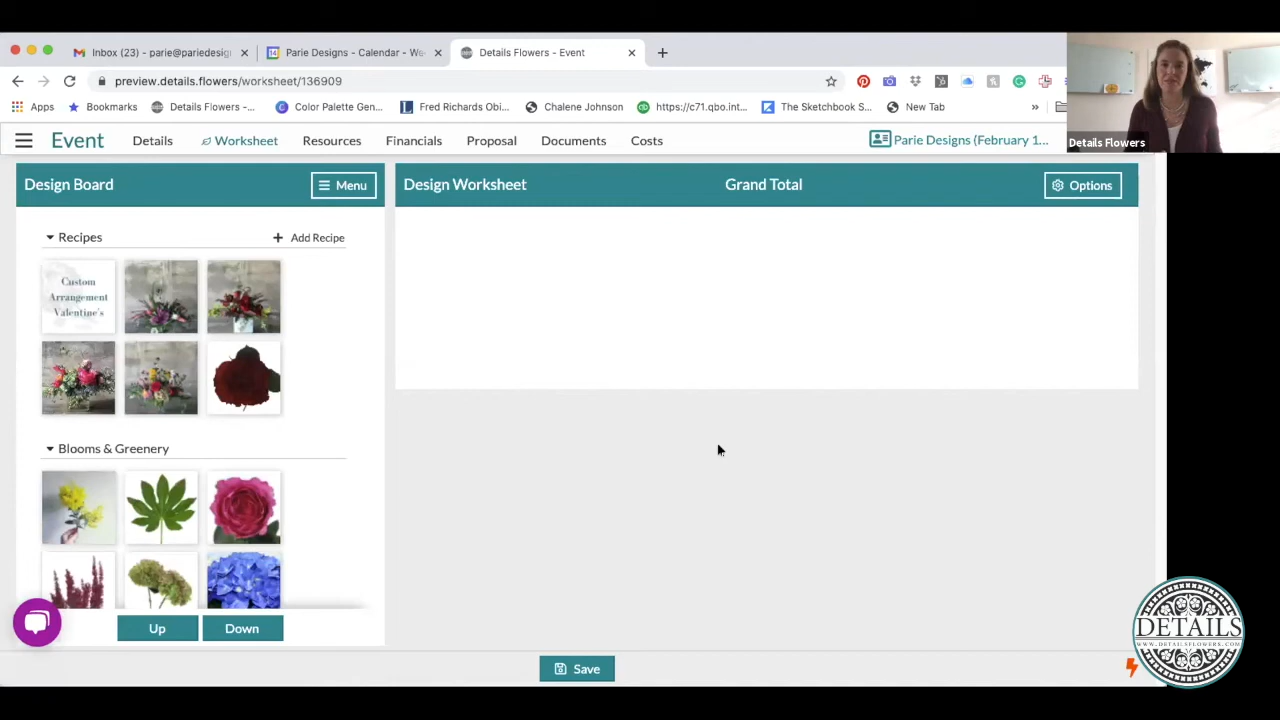 Inbox (23) - parie@pariedesig
Parie Designs - Calendar - We
Details Flowers - Event
preview.details.flowers/worksheet/136909
Apps
Bookmarks
Details Flowers -...
Color Palette Gen...
Fred Richards Obi...
Chalene Johnson
https://c71.qbo.int...
The Sketchbook S...
New Tab
Details Flowers
Event
Details
Worksheet
Resources
Financials
Proposal
Documents
Costs
Parie Designs (February 1...
Design Board
Menu
Design Worksheet
Grand Total
Options
Recipes
+ Add Recipe
Custom
Arrangement
Valentine's
Blooms & Greenery
Up
Down
Save
DETAILS
WWW.DETAILSFLOWERS.COM